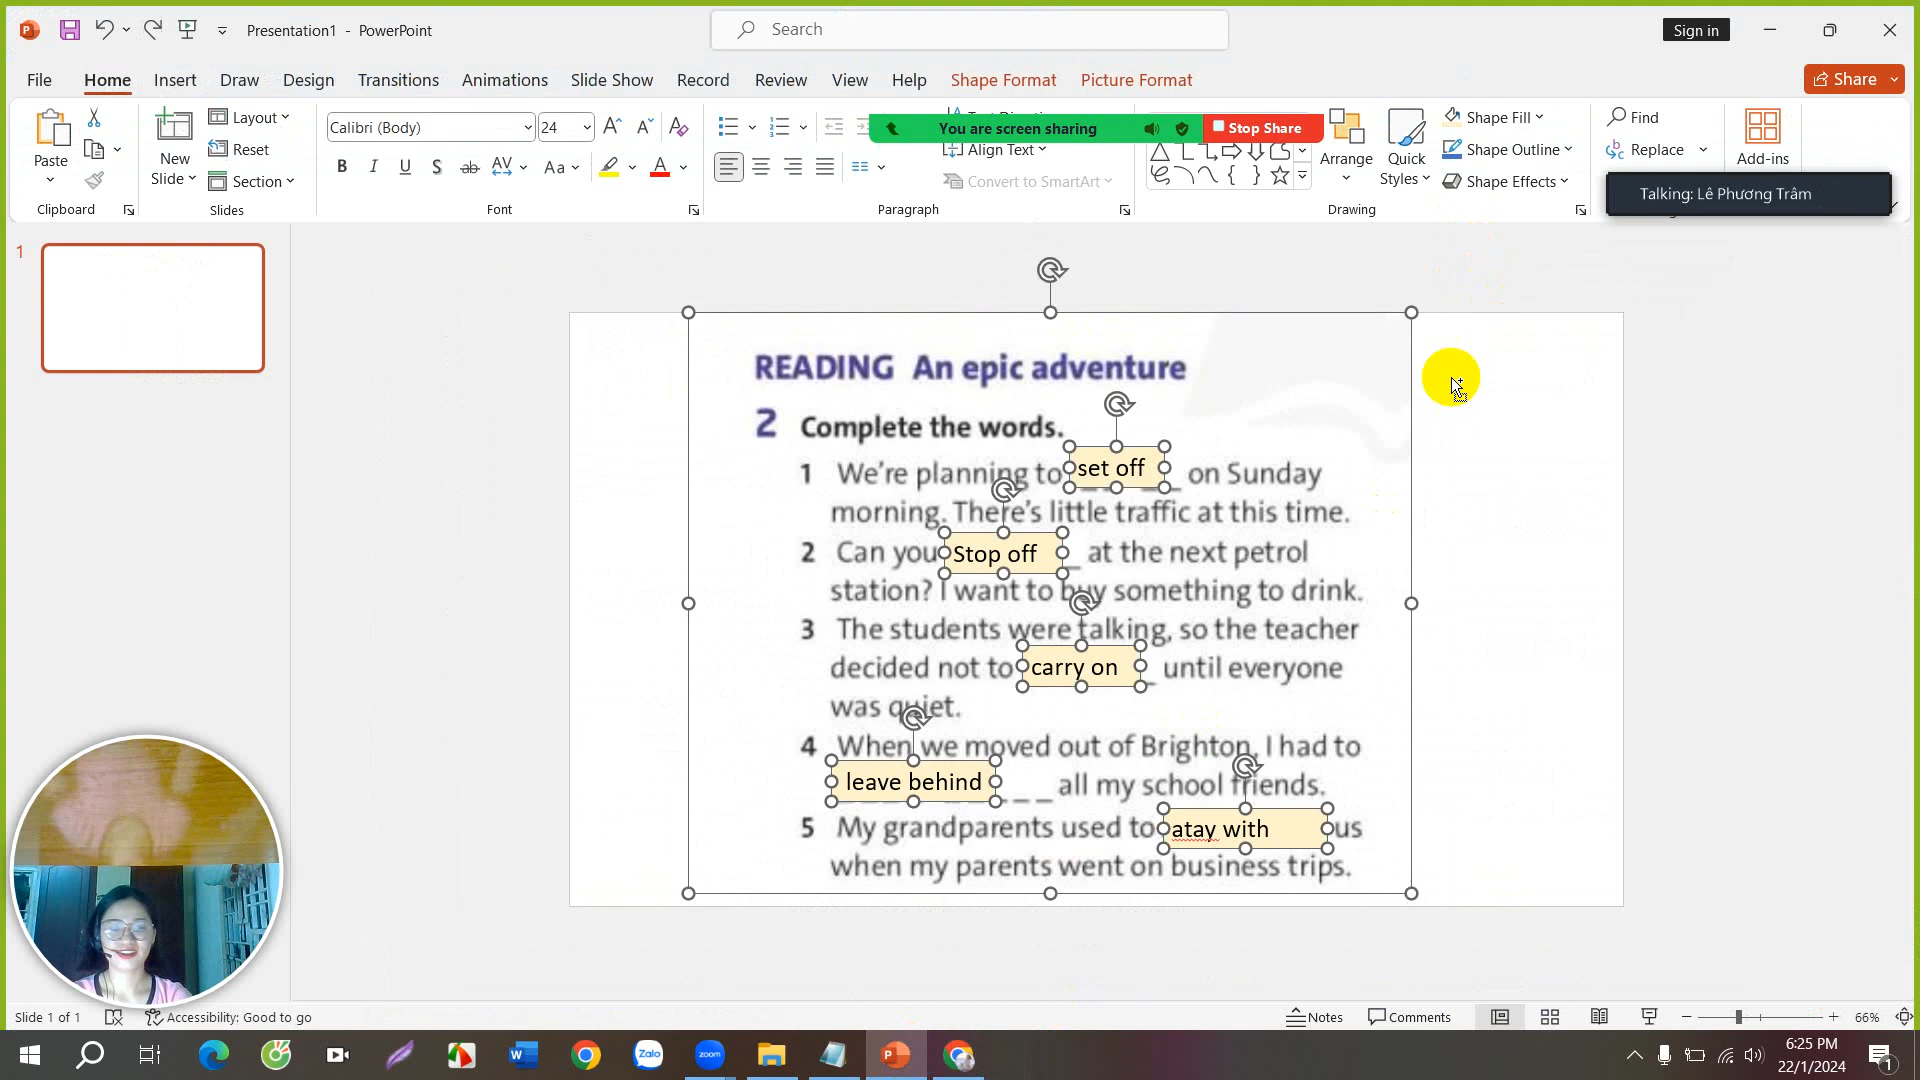 Presentation1 - PowerPoint
Search
Sign in
File Home Insert Draw Design Transitions Animations Slide Show Record Review View Help Shape Format Picture Format
Share
Paste
New Slide
Layout
Reset
Section
Calibri (Body) 24
B I U S ab AV Aa A
You are screen sharing
Stop Share
Align Text
Convert to SmartArt
Arrange
Quick Styles
Shape Fill
Shape Outline
Shape Effects
Find
Replace
Add-ins
Talking: Lê Phương Trâm
Clipboard Slides Font Paragraph Drawing
1
READING An epic adventure
2 Complete the words.
1 We're planning to set off on Sunday
morning. There's little traffic at this time.
2 Can you Stop off _ at the next petrol
station? I want to buy something to drink.
3 The students were talking, so the teacher
decided not to carry on _ until everyone
was quiet.
4 When we moved out of Brighton, I had to
leave behind _ _ _ all my school friends.
5 My grandparents used to atay with us
when my parents went on business trips.
Slide 1 of 1
Accessibility: Good to go
Notes
Comments
66%
Zalo
zoom
6:25 PM
22/1/2024
1